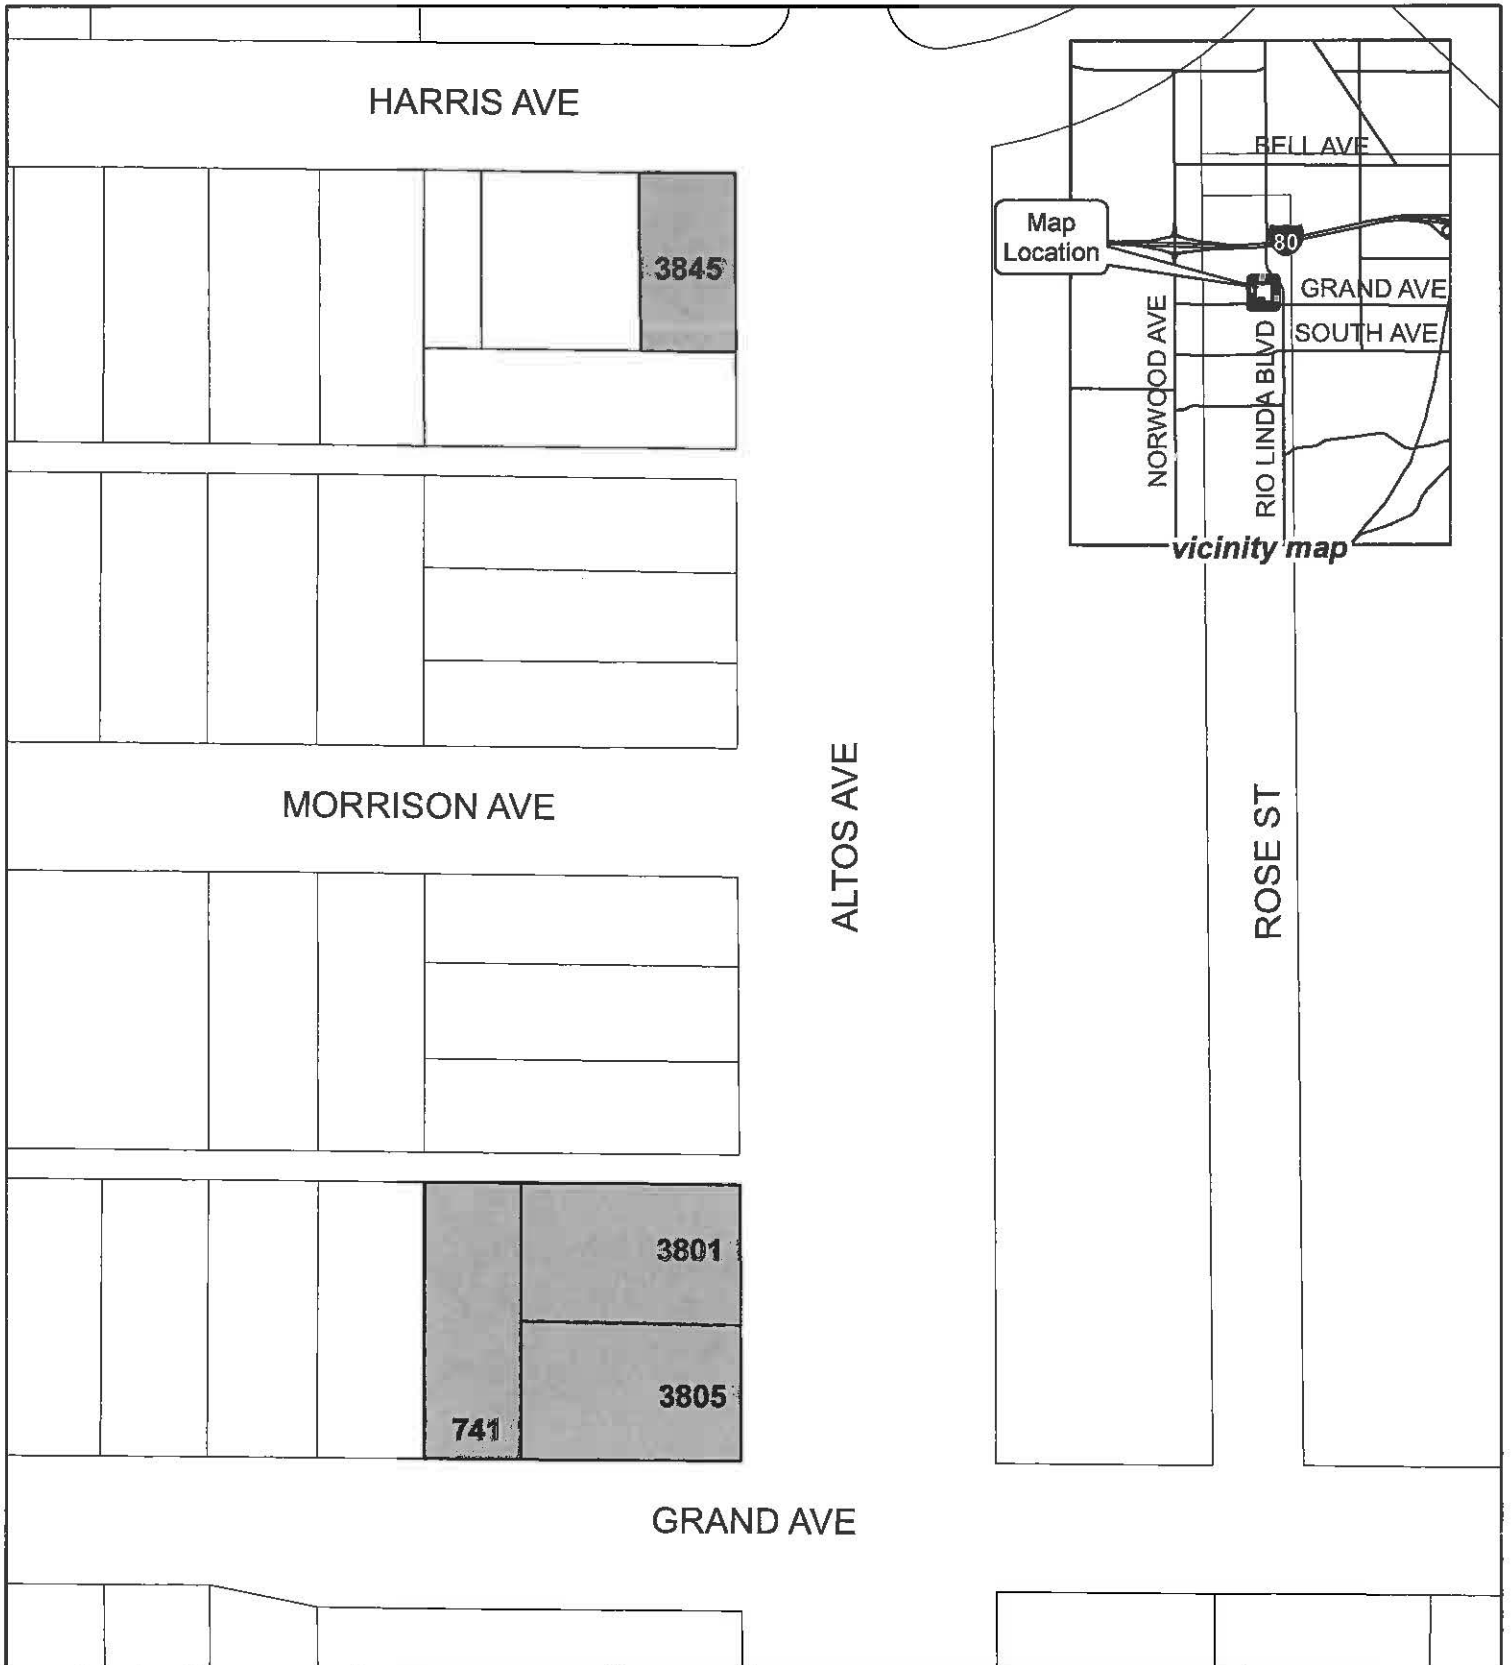 HARRIS AVE
3845
BELL AVE
Map
Location
80
GRAND AVE
SOUTH AVE
NORWOOD AVE
RIO LINDA BLVD
vicinity map
MORRISON AVE
ALTOS AVE
ROSE ST
3801
3805
741
GRAND AVE